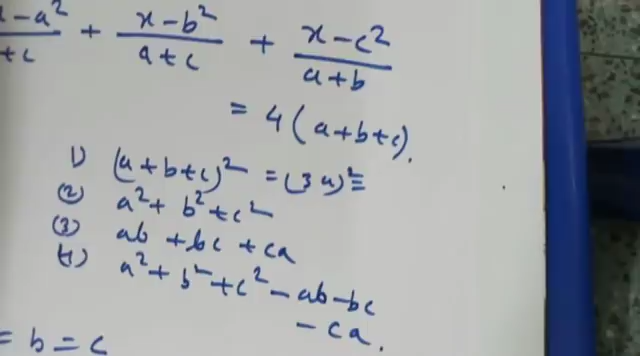 x - a² / + c + x - b² / a + c + x - c² / a + b
= 4 (a + b + c).
1) (a + b + c)² = (3a)² =
(2) a² + b² + c²
(3) ab + bc + ca
4) a² + b² + c² - ab - bc
- ca.
= b = c